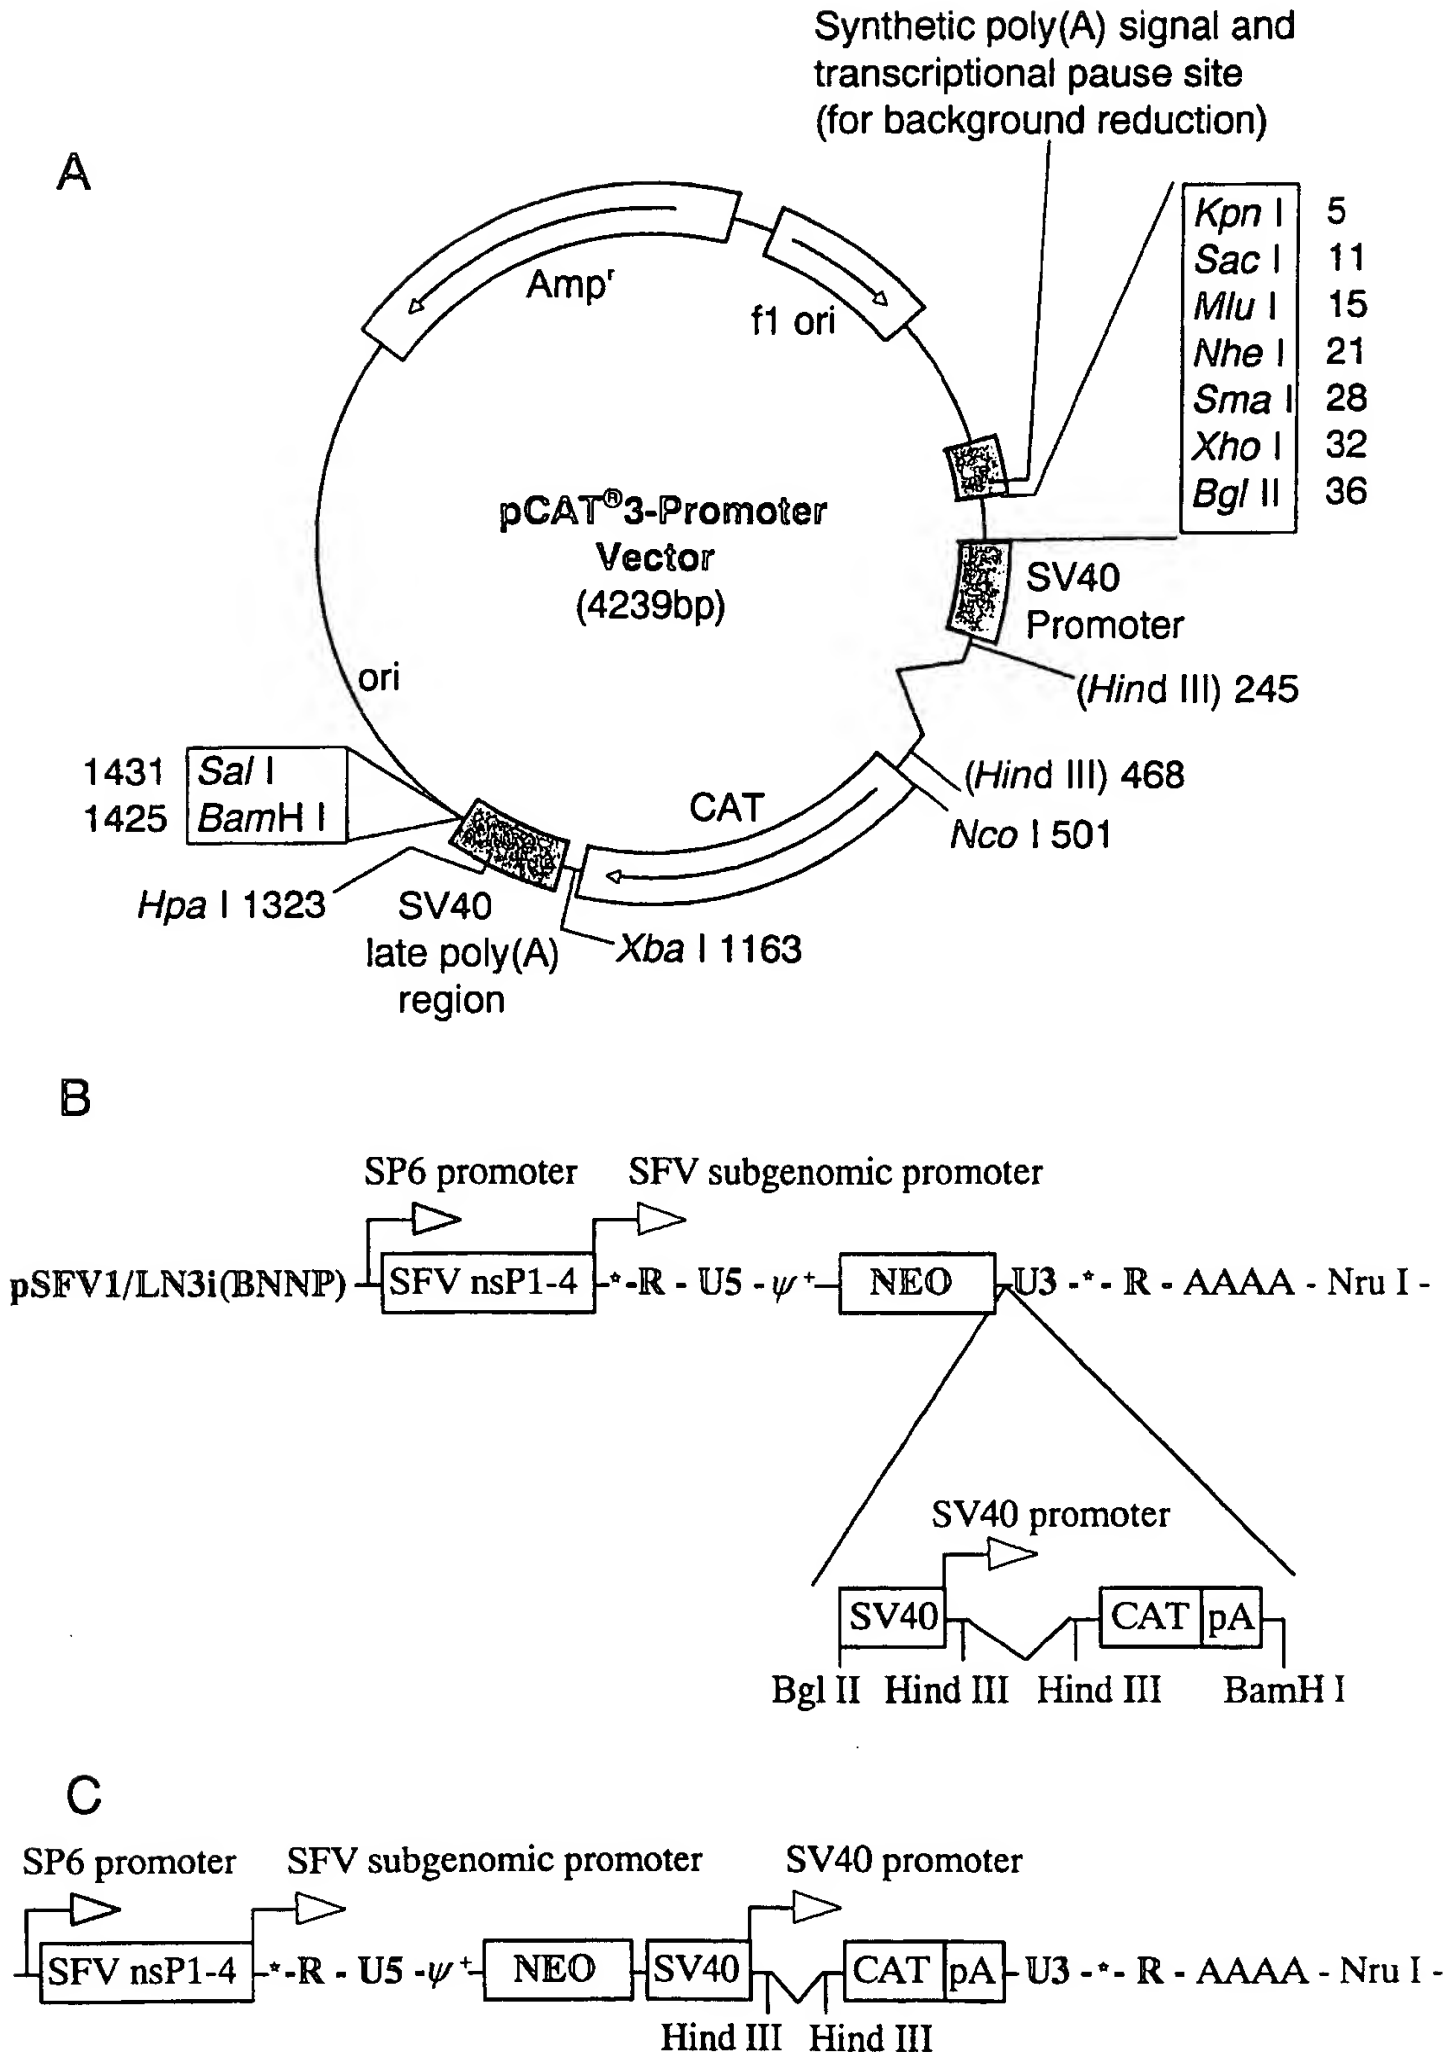 Synthetic poly(A) signal and
transcriptional pause site
(for background reduction)
A
Kpn I 5
Sac I 11
Mlu I 15
Nhe I 21
Sma I 28
Xho I 32
Bgl II 36
Ampʳ
f1 ori
pCAT®3-Promoter
Vector
(4239bp)
SV40
Promoter
(Hind III) 245
ori
(Hind III) 468
Nco I 501
CAT
1431 Sal I
1425 BamH I
Hpa I 1323
SV40
late poly(A)
region
Xba I 1163
B
SP6 promoter SFV subgenomic promoter
pSFV1/LN3i(BNNP) SFV nsP1-4 *-R - U5 - ψ+ NEO U3 -*- R - AAAA - Nru I -
SV40 promoter
SV40 CAT pA
Bgl II Hind III Hind III BamH I
C
SP6 promoter SFV subgenomic promoter SV40 promoter
SFV nsP1-4 *-R - U5 -ψ+ NEO SV40 CAT pA U3 -*- R - AAAA - Nru I -
Hind III Hind III